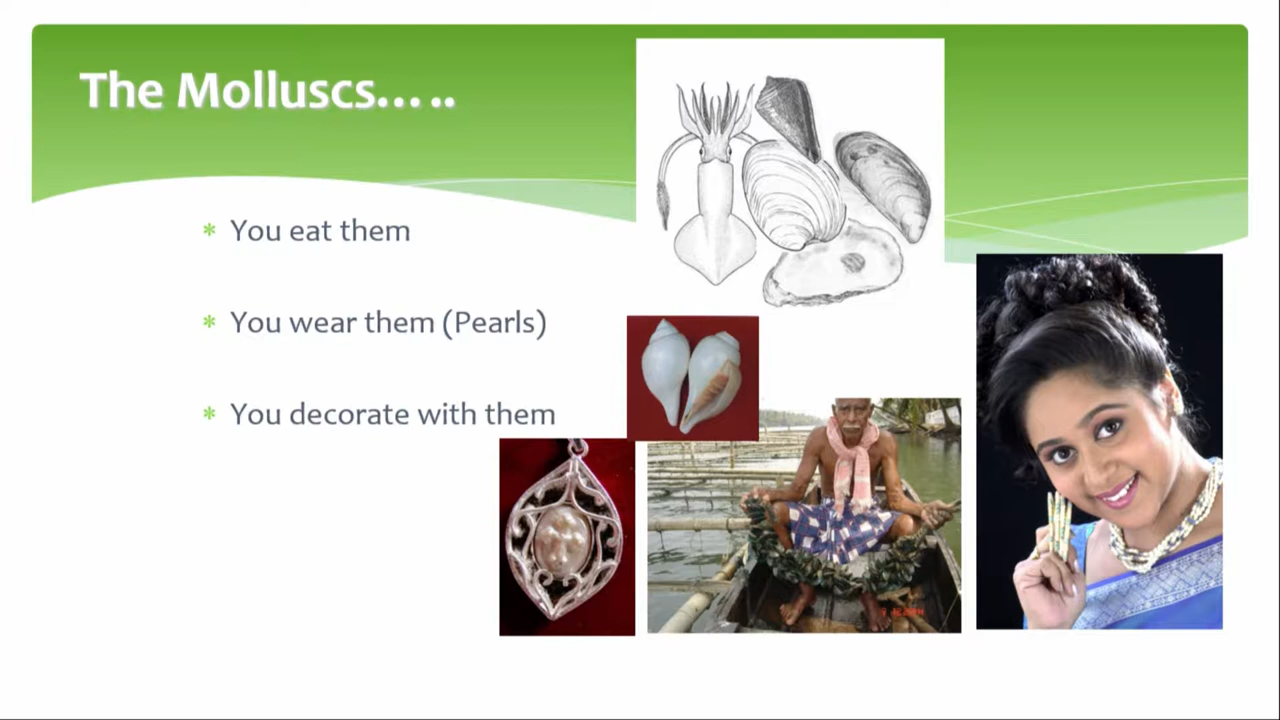 The Molluscs.....
You eat them
You wear them (Pearls)
You decorate with them